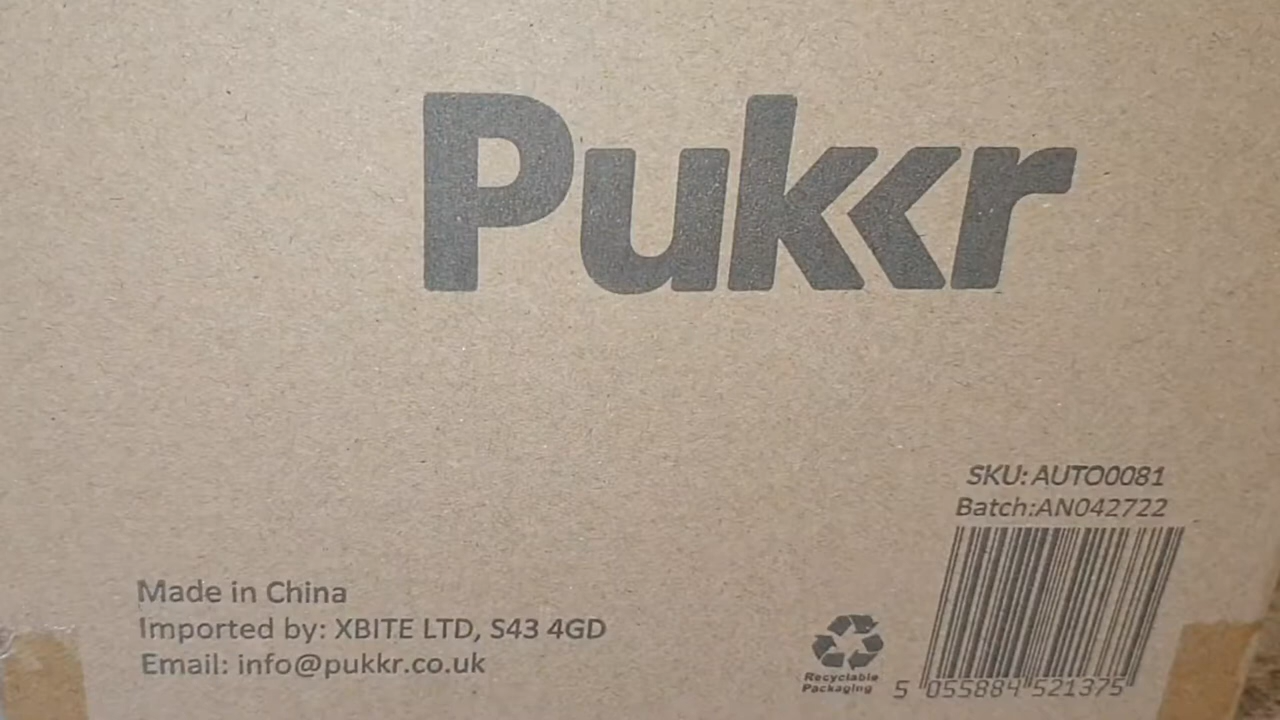 Pukkr
SKU: AUTO0081
Batch:AN042722
Made in China
Imported by: XBITE LTD, S43 4GD
Email: info@pukkr.co.uk
Recyclable
Packaging
5 055884 521375